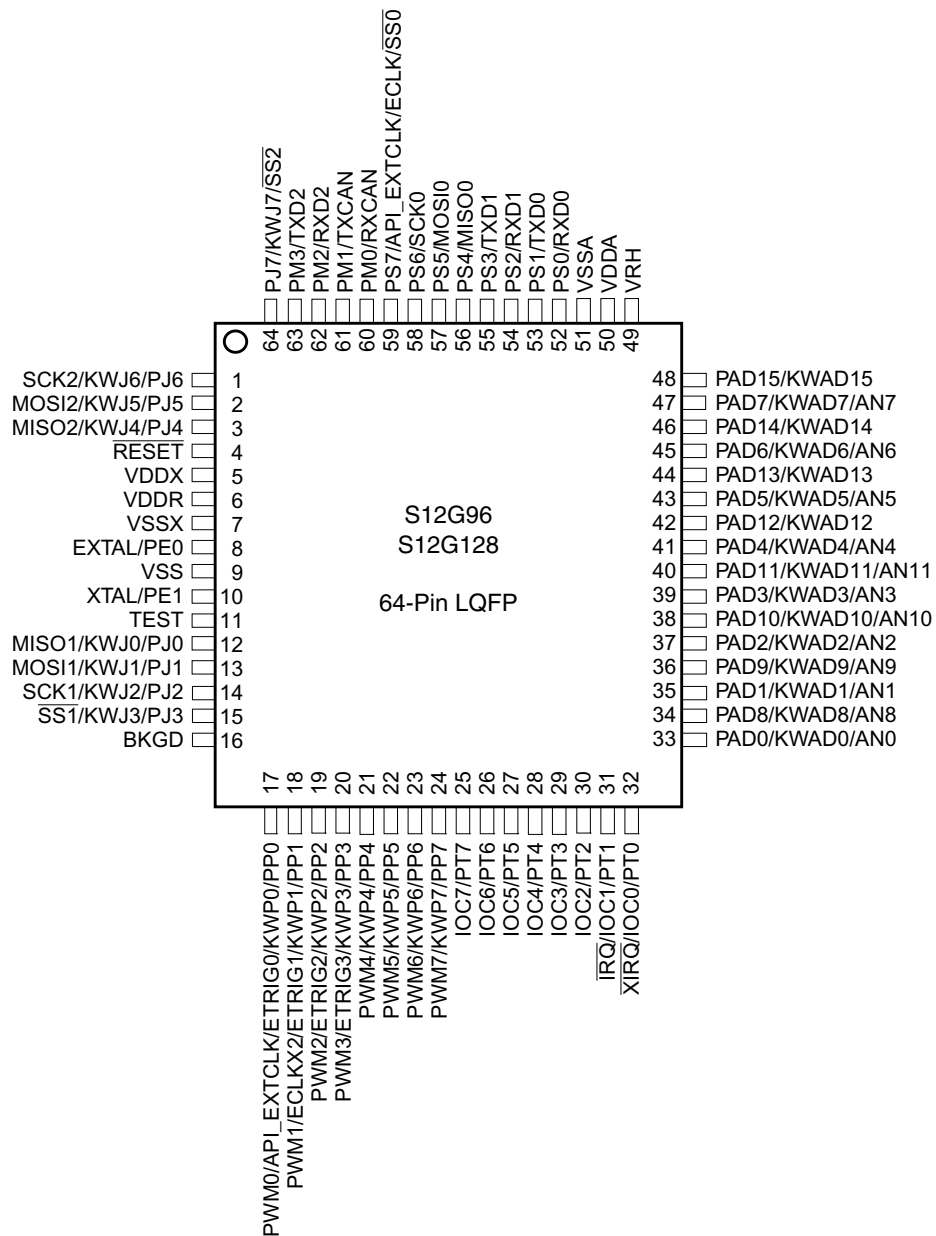 PJ7/KWJ7/SS2
PM3/TXD2
PM2/RXD2
PM1/TXCAN
PM0/RXCAN
PS7/API_EXTCLK/ECLK/SS0
PS6/SCK0
PS5/MOSI0
PS4/MISO0
PS3/TXD1
PS2/RXD1
PS1/TXD0
PS0/RXD0
VSSA
VDDA
VRH
64
63
62
61
60
59
58
57
56
55
54
53
52
51
50
49
SCK2/KWJ6/PJ6 1
MOSI2/KWJ5/PJ5 2
MISO2/KWJ4/PJ4 3
RESET 4
VDDX 5
VDDR 6
VSSX 7
EXTAL/PE0 8
VSS 9
XTAL/PE1 10
TEST 11
MISO1/KWJ0/PJ0 12
MOSI1/KWJ1/PJ1 13
SCK1/KWJ2/PJ2 14
SS1/KWJ3/PJ3 15
BKGD 16
S12G96
S12G128
64-Pin LQFP
48 PAD15/KWAD15
47 PAD7/KWAD7/AN7
46 PAD14/KWAD14
45 PAD6/KWAD6/AN6
44 PAD13/KWAD13
43 PAD5/KWAD5/AN5
42 PAD12/KWAD12
41 PAD4/KWAD4/AN4
40 PAD11/KWAD11/AN11
39 PAD3/KWAD3/AN3
38 PAD10/KWAD10/AN10
37 PAD2/KWAD2/AN2
36 PAD9/KWAD9/AN9
35 PAD1/KWAD1/AN1
34 PAD8/KWAD8/AN8
33 PAD0/KWAD0/AN0
17
18
19
20
21
22
23
24
25
26
27
28
29
30
31
32
PWM0/API_EXTCLK/ETRIG0/KWP0/PP0
PWM1/ECLKX2/ETRIG1/KWP1/PP1
PWM2/ETRIG2/KWP2/PP2
PWM3/ETRIG3/KWP3/PP3
PWM4/KWP4/PP4
PWM5/KWP5/PP5
PWM6/KWP6/PP6
PWM7/KWP7/PP7
IOC7/PT7
IOC6/PT6
IOC5/PT5
IOC4/PT4
IOC3/PT3
IOC2/PT2
IRQ/IOC1/PT1
XIRQ/IOC0/PT0